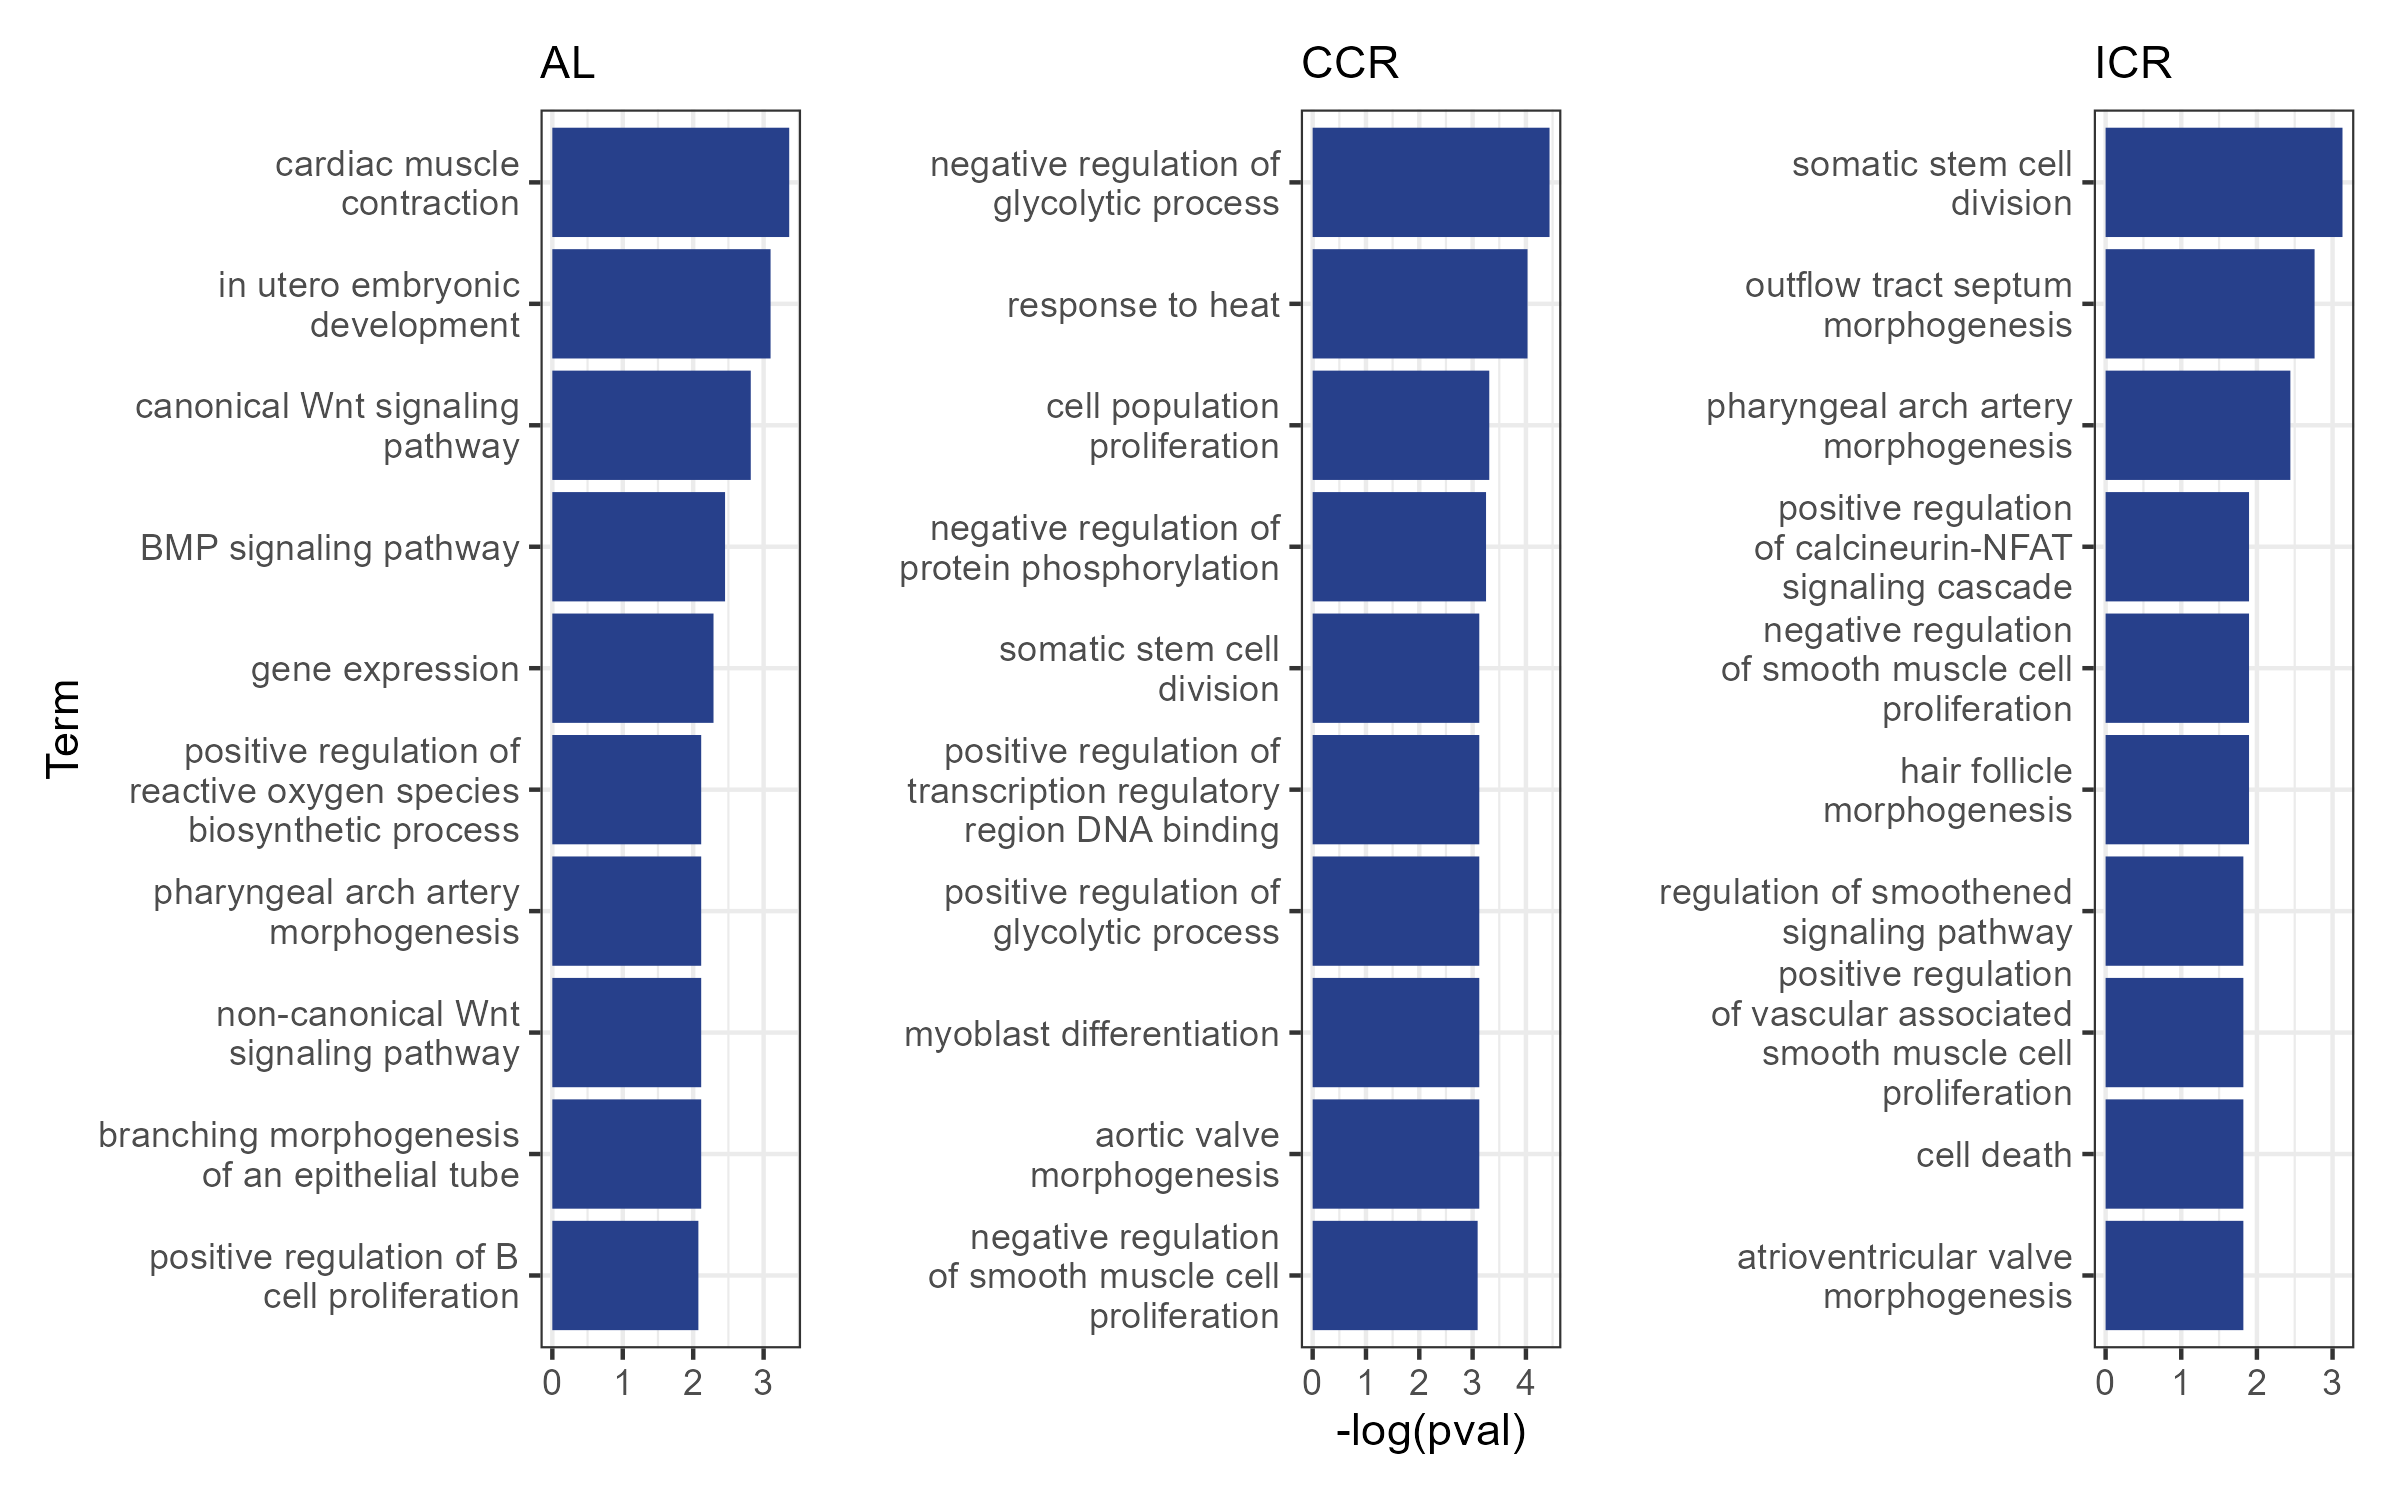 AL
CCR
ICR
Term
cardiac muscle
contraction
in utero embryonic
development
canonical Wnt signaling
pathway
BMP signaling pathway
gene expression
positive regulation of
reactive oxygen species
biosynthetic process
pharyngeal arch artery
morphogenesis
non-canonical Wnt
signaling pathway
branching morphogenesis
of an epithelial tube
positive regulation of B
cell proliferation
0 1 2 3
negative regulation of
glycolytic process
response to heat
cell population
proliferation
negative regulation of
protein phosphorylation
somatic stem cell
division
positive regulation of
transcription regulatory
region DNA binding
positive regulation of
glycolytic process
myoblast differentiation
aortic valve
morphogenesis
negative regulation
of smooth muscle cell
proliferation
0 1 2 3 4
somatic stem cell
division
outflow tract septum
morphogenesis
pharyngeal arch artery
morphogenesis
positive regulation
of calcineurin-NFAT
signaling cascade
negative regulation
of smooth muscle cell
proliferation
hair follicle
morphogenesis
regulation of smoothened
signaling pathway
positive regulation
of vascular associated
smooth muscle cell
proliferation
cell death
atrioventricular valve
morphogenesis
0 1 2 3
-log(pval)